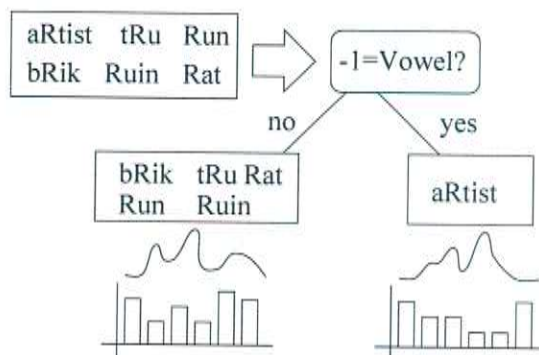 aRtist tRu Run
bRik Ruin Rat
-1=Vowel?
no
yes
bRik tRu Rat
Run Ruin
aRtist